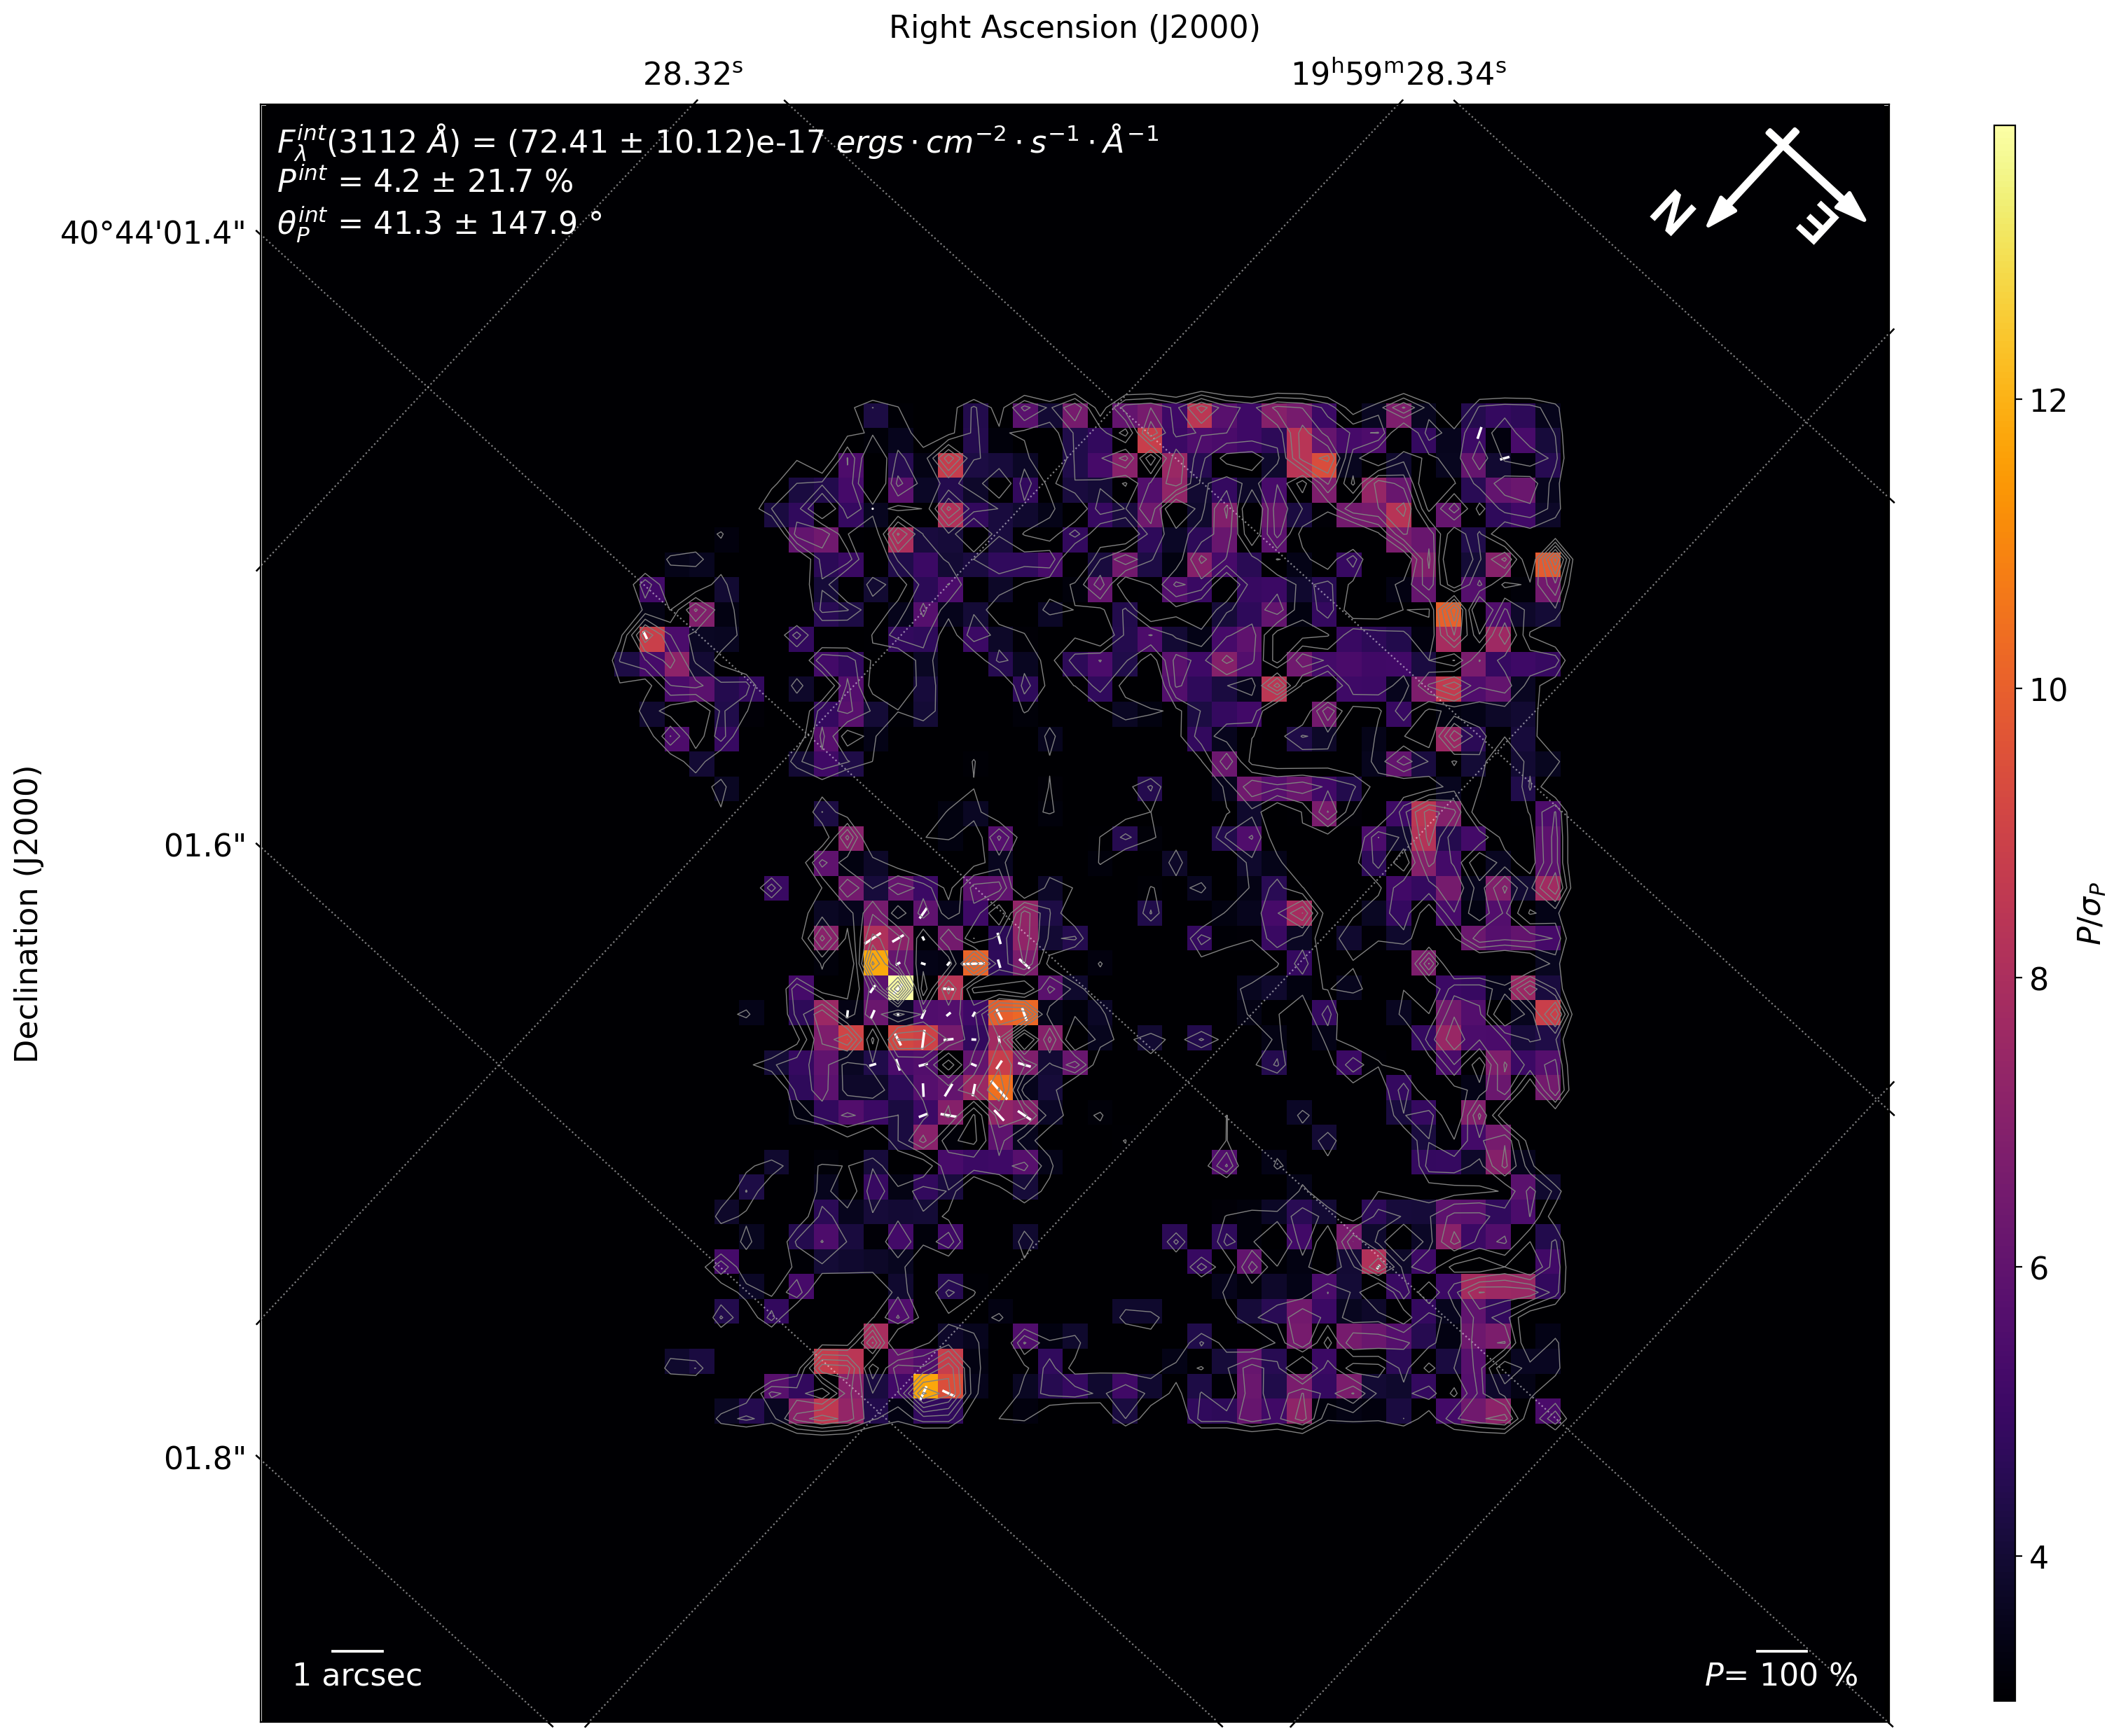 Right Ascension (J2000)
28.32ˢ
19ʰ59ᵐ28.34ˢ
F_λ^int(3112 Å) = (72.41 ± 10.12)e-17 ergs · cm⁻² · s⁻¹ · Å⁻¹
P^int = 4.2 ± 21.7 %
θ_P^int = 41.3 ± 147.9 °
N
E
40°44'01.4"
01.6"
01.8"
Declination (J2000)
12
10
8
6
4
P/σ_P
1 arcsec
P= 100 %